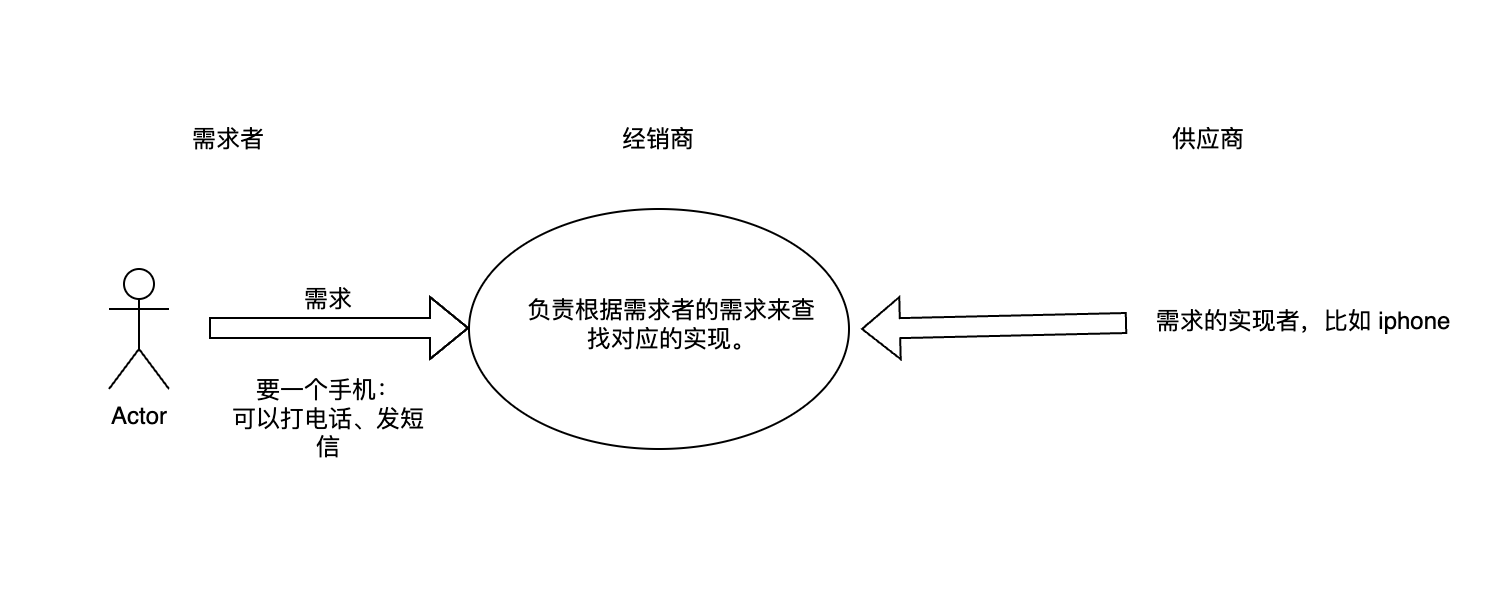 需求者
经销商
供应商
需求
负责根据需求者的需求来查
找对应的实现。
需求的实现者，比如 iphone
要一个手机：
可以打电话、发短
信
Actor